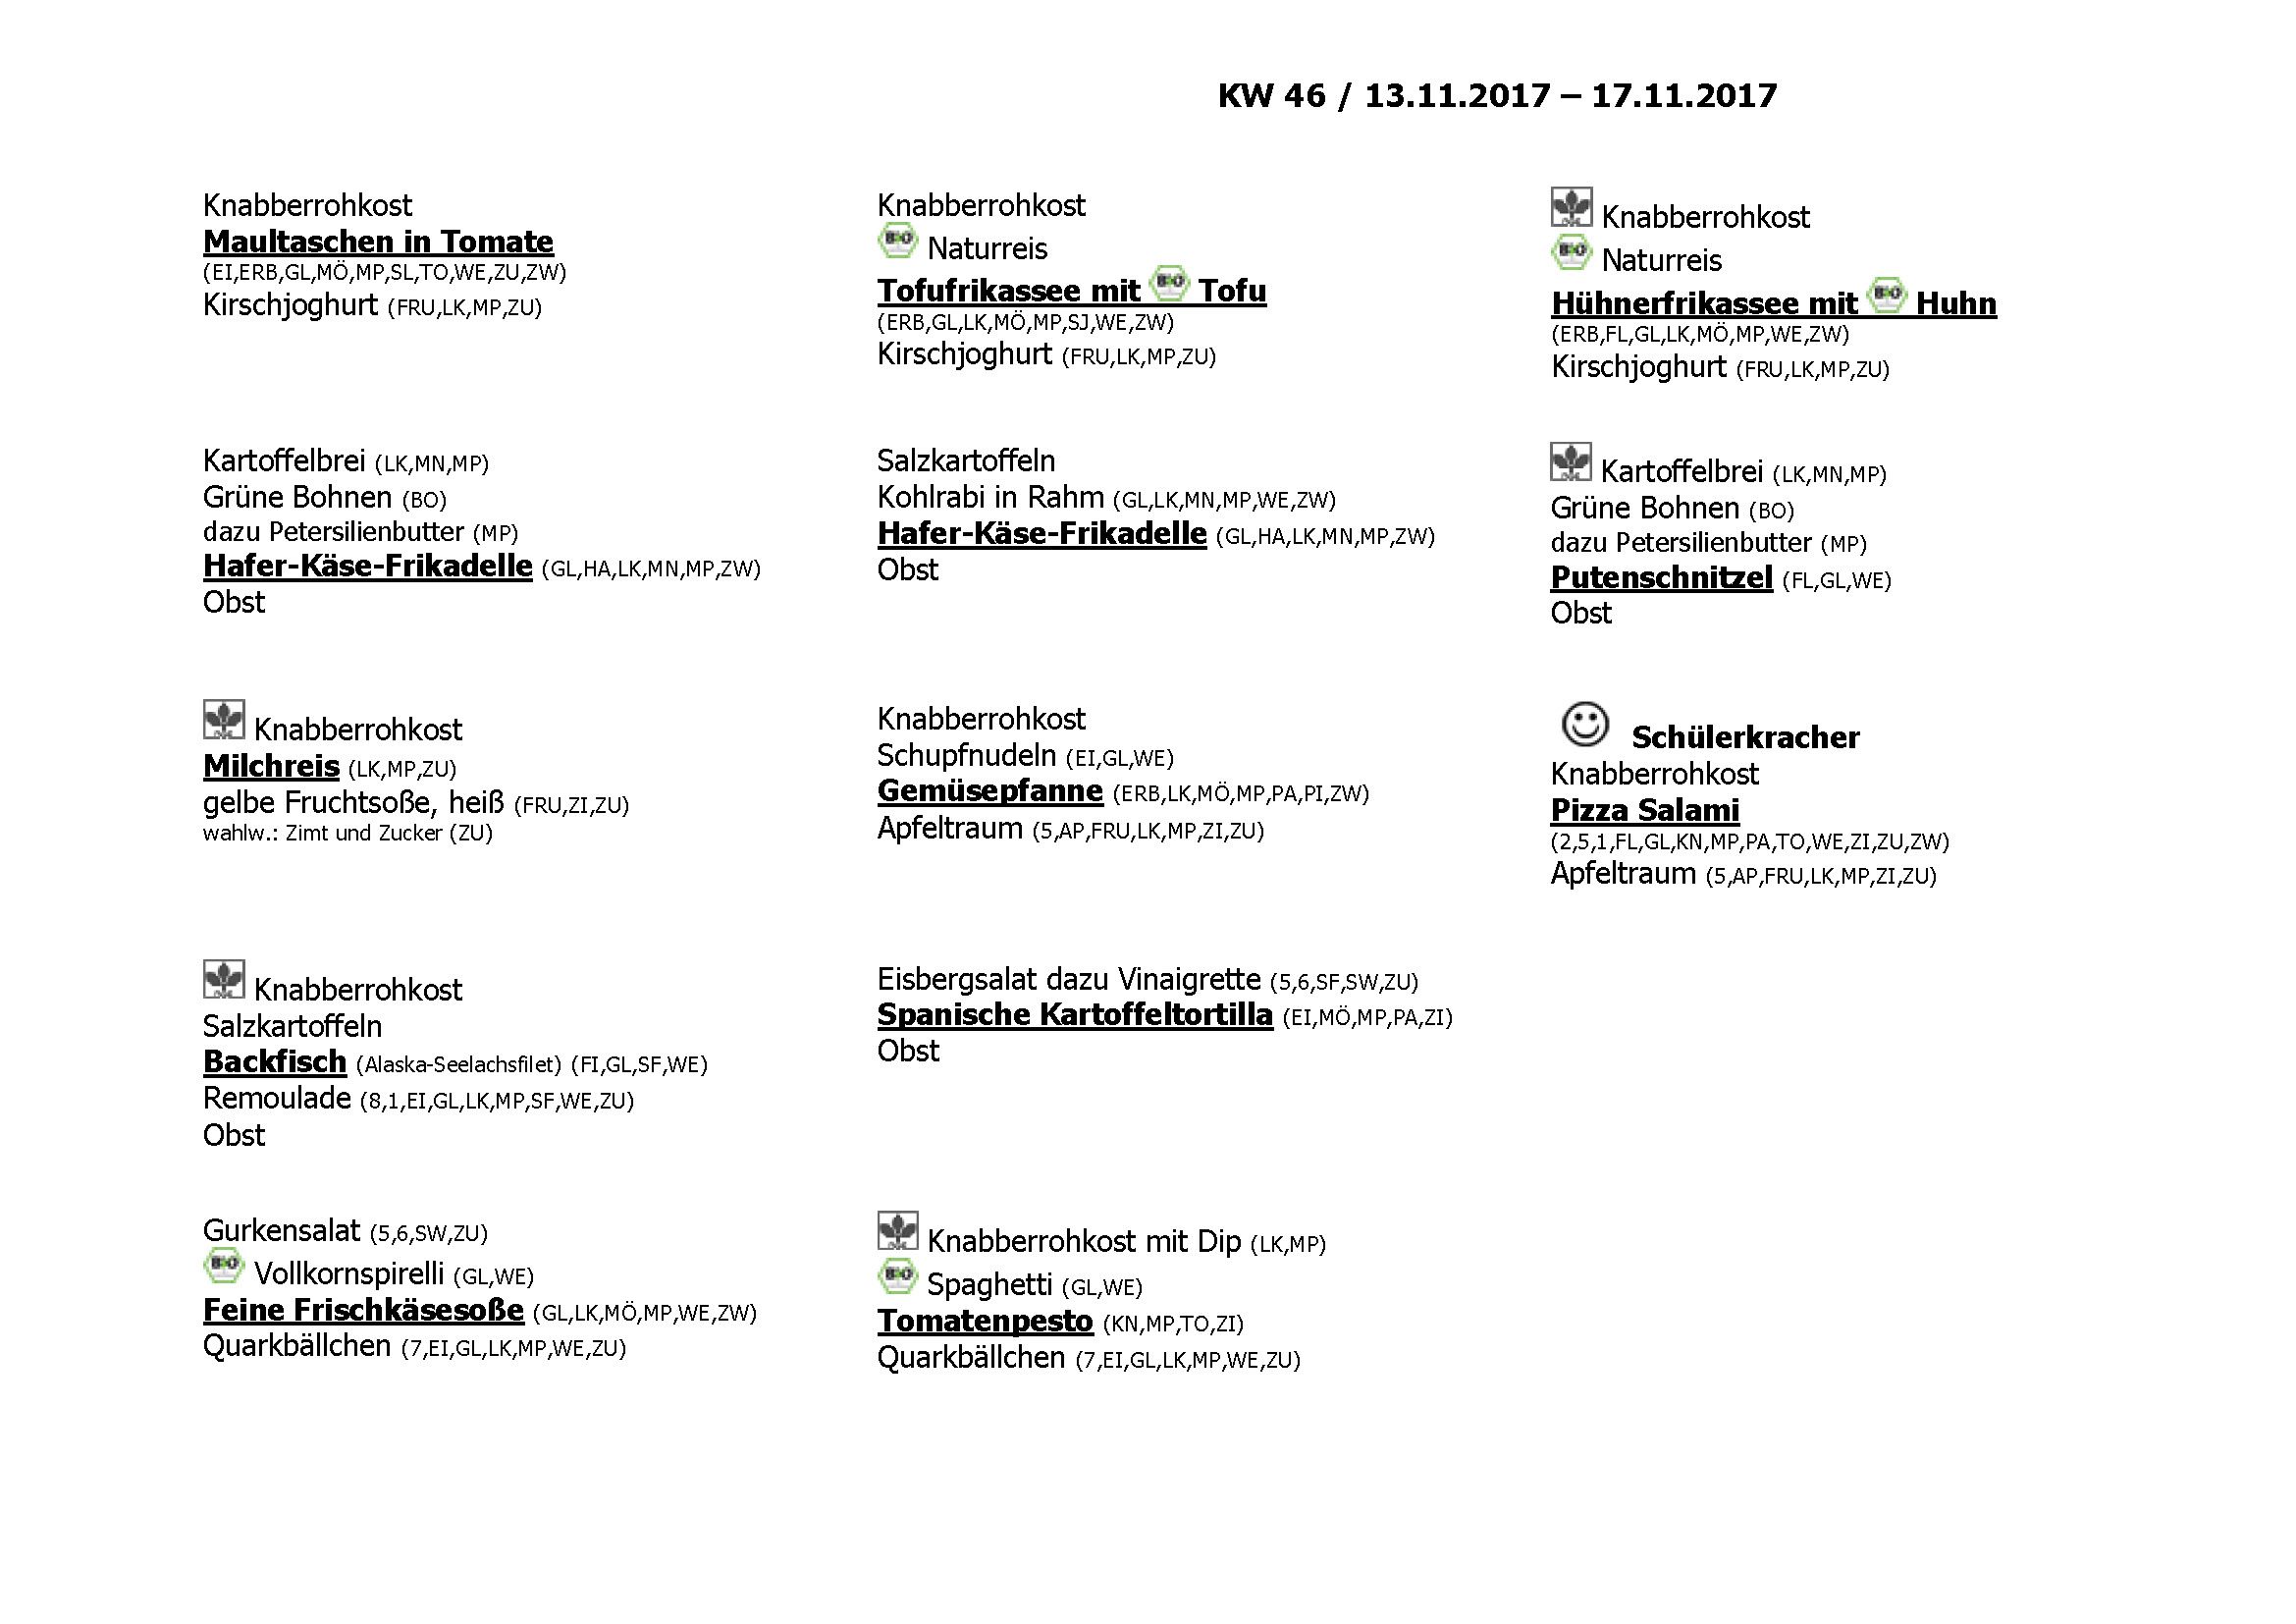 KW 46 / 13.11.2017 – 17.11.2017
Knabberrohkost
Maultaschen in Tomate
(EI,ERB,GL,MÖ,MP,SL,TO,WE,ZU,ZW)
Kirschjoghurt (FRU,LK,MP,ZU)
Knabberrohkost
BIO Naturreis
Tofufrikassee mit BIO Tofu
(ERB,GL,LK,MÖ,MP,SJ,WE,ZW)
Kirschjoghurt (FRU,LK,MP,ZU)
Knabberrohkost
BIO Naturreis
Hühnerfrikassee mit BIO Huhn
(ERB,FL,GL,LK,MÖ,MP,WE,ZW)
Kirschjoghurt (FRU,LK,MP,ZU)
Kartoffelbrei (LK,MN,MP)
Grüne Bohnen (BO)
dazu Petersilienbutter (MP)
Hafer-Käse-Frikadelle (GL,HA,LK,MN,MP,ZW)
Obst
Salzkartoffeln
Kohlrabi in Rahm (GL,LK,MN,MP,WE,ZW)
Hafer-Käse-Frikadelle (GL,HA,LK,MN,MP,ZW)
Obst
Kartoffelbrei (LK,MN,MP)
Grüne Bohnen (BO)
dazu Petersilienbutter (MP)
Putenschnitzel (FL,GL,WE)
Obst
Knabberrohkost
Milchreis (LK,MP,ZU)
gelbe Fruchtsoße, heiß (FRU,ZI,ZU)
wahlw.: Zimt und Zucker (ZU)
Knabberrohkost
Schupfnudeln (EI,GL,WE)
Gemüsepfanne (ERB,LK,MÖ,MP,PA,PI,ZW)
Apfeltraum (5,AP,FRU,LK,MP,ZI,ZU)
Schülerkracher
Knabberrohkost
Pizza Salami
(2,5,1,FL,GL,KN,MP,PA,TO,WE,ZI,ZU,ZW)
Apfeltraum (5,AP,FRU,LK,MP,ZI,ZU)
Knabberrohkost
Salzkartoffeln
Backfisch (Alaska-Seelachsfilet) (FI,GL,SF,WE)
Remoulade (8,1,EI,GL,LK,MP,SF,WE,ZU)
Obst
Eisbergsalat dazu Vinaigrette (5,6,SF,SW,ZU)
Spanische Kartoffeltortilla (EI,MÖ,MP,PA,ZI)
Obst
Gurkensalat (5,6,SW,ZU)
BIO Vollkornspirelli (GL,WE)
Feine Frischkäsesoße (GL,LK,MÖ,MP,WE,ZW)
Quarkbällchen (7,EI,GL,LK,MP,WE,ZU)
Knabberrohkost mit Dip (LK,MP)
BIO Spaghetti (GL,WE)
Tomatenpesto (KN,MP,TO,ZI)
Quarkbällchen (7,EI,GL,LK,MP,WE,ZU)